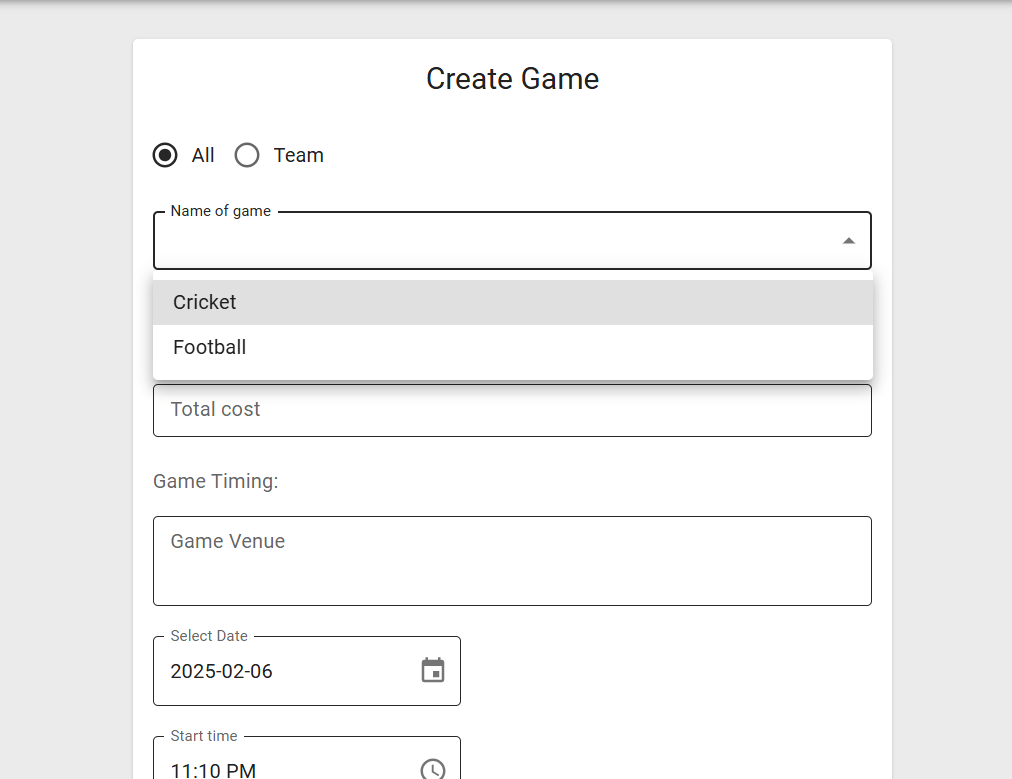 Create Game
All Team
Name of game
Cricket
Football
Total cost
Game Timing:
Game Venue
Select Date
2025-02-06
Start time
11:10 PM